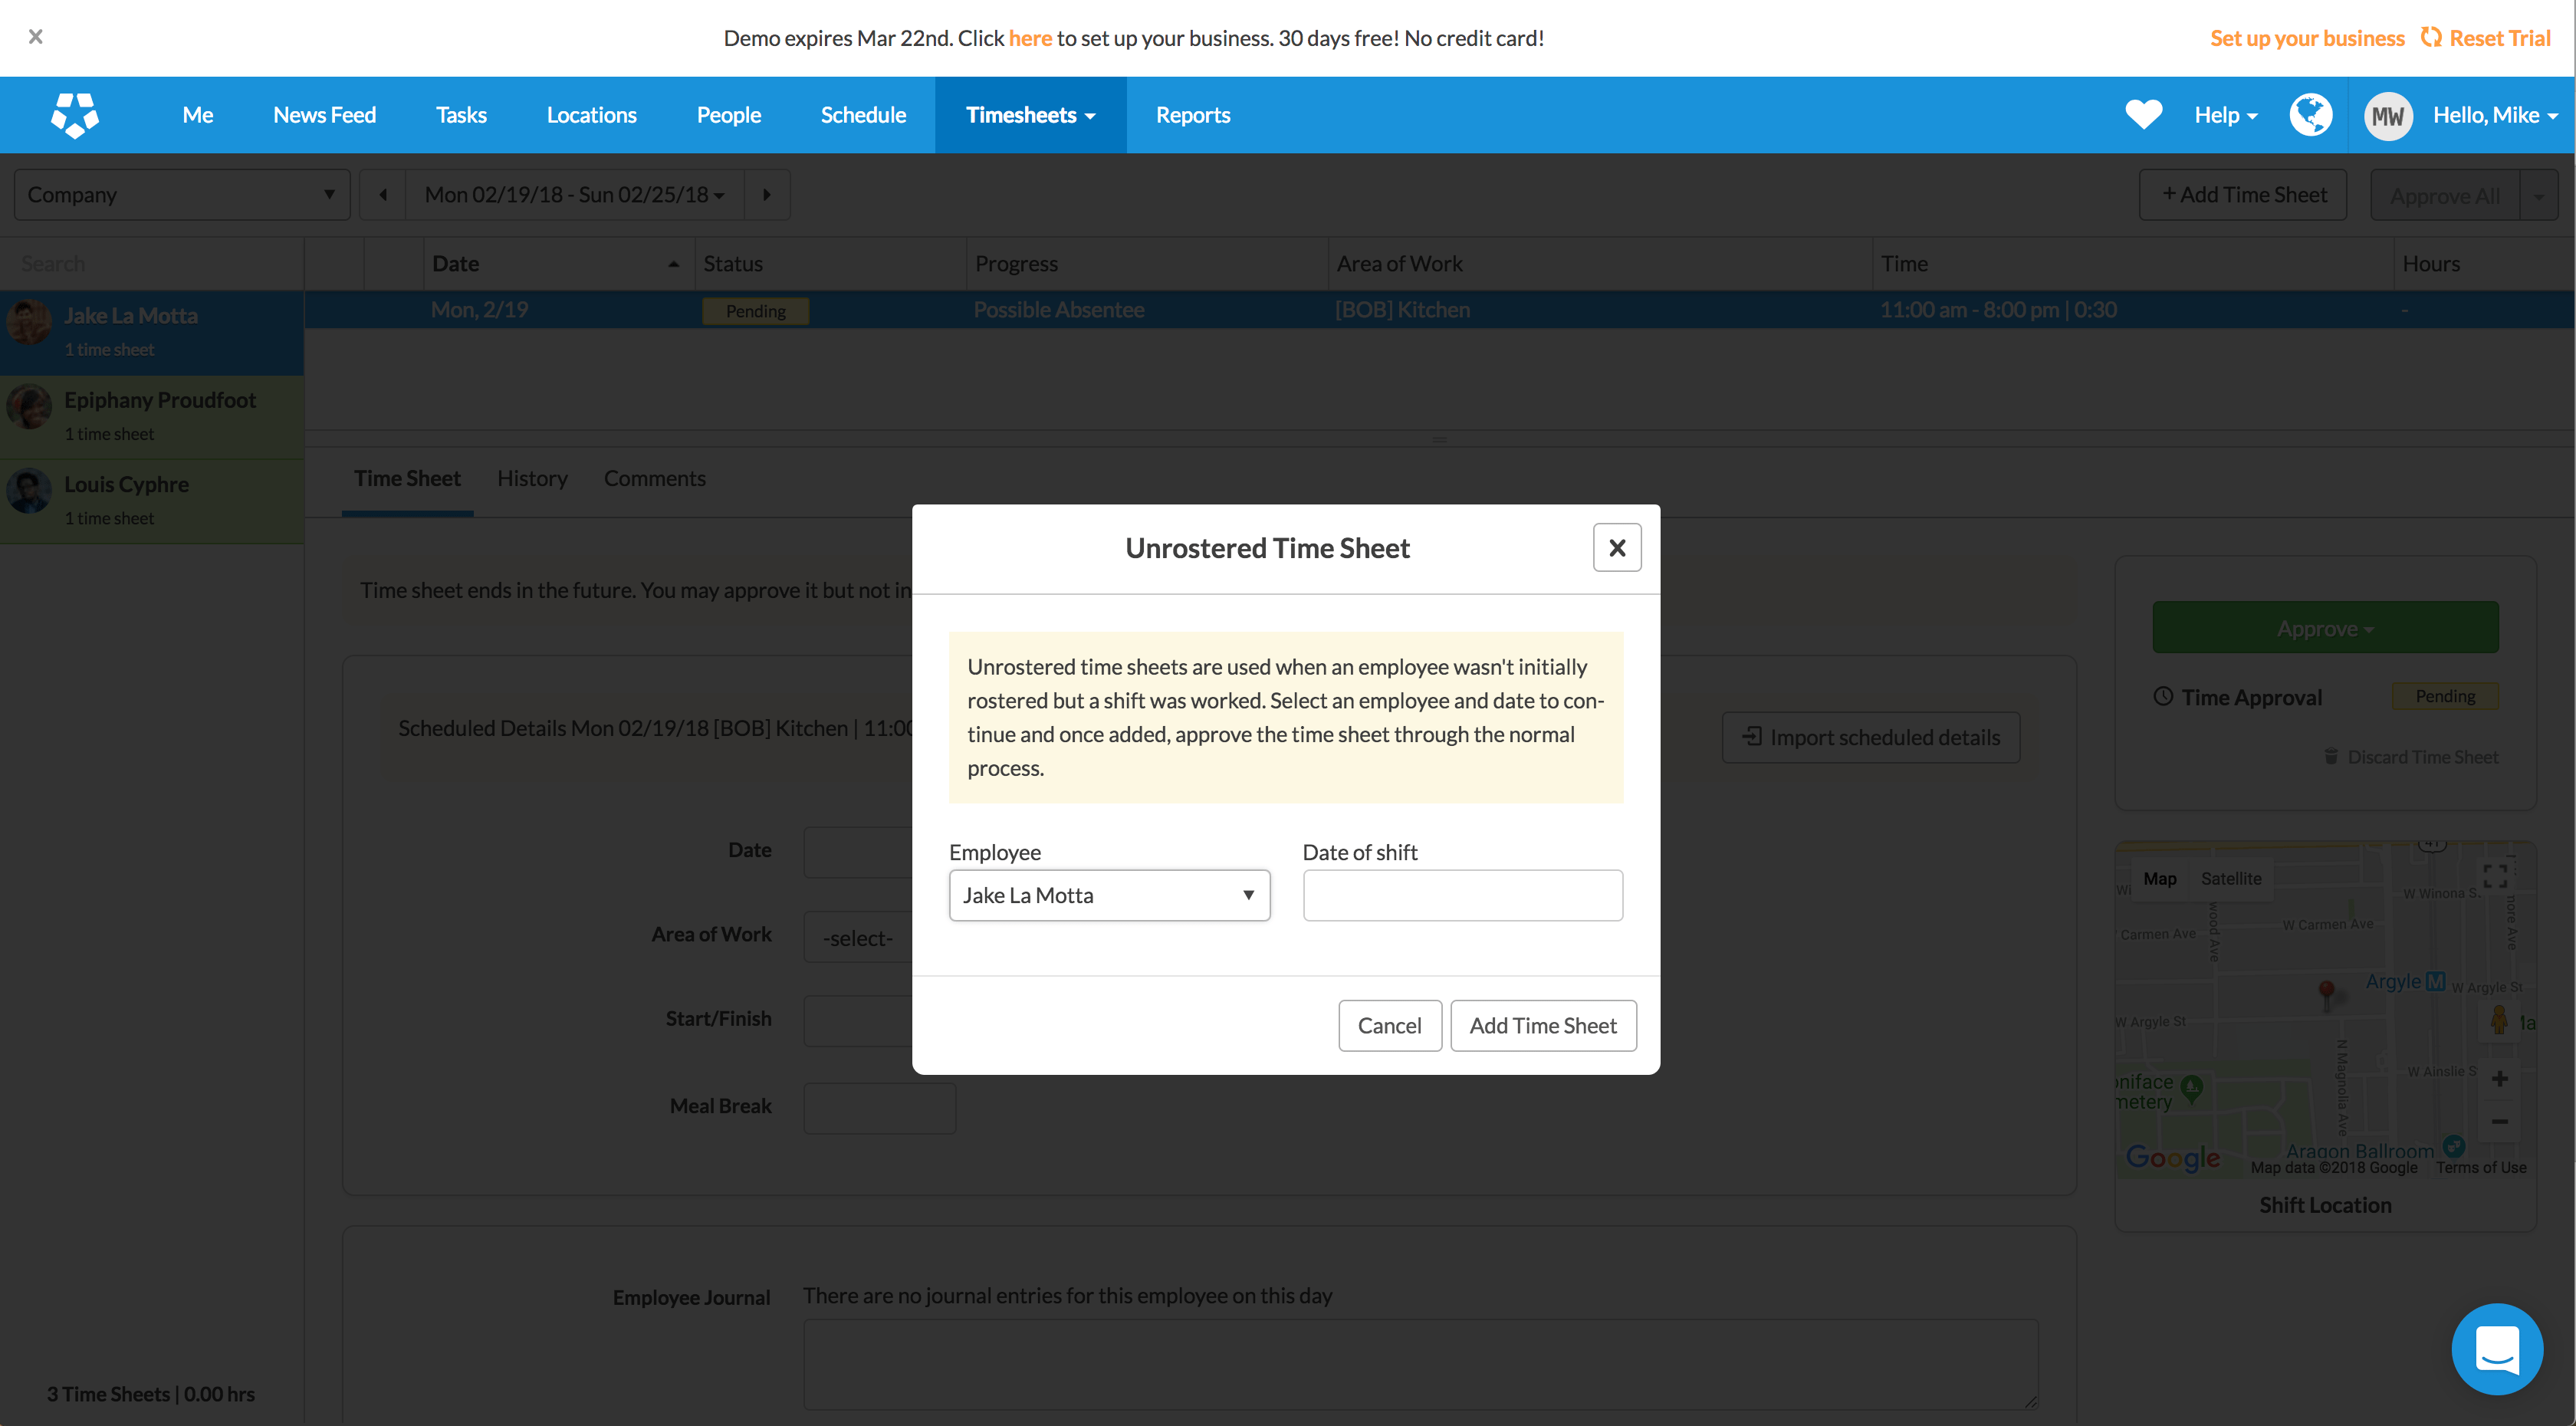 Demo expires Mar 22nd. Click here to set up your business. 30 days free! No credit card!
Set up your business
Reset Trial
Me
News Feed
Tasks
Locations
People
Schedule
Timesheets
Reports
Help
MW
Hello, Mike
Company
Mon 02/19/18 - Sun 02/25/18
+ Add Time Sheet
Approve All
Search
Date
Status
Progress
Area of Work
Time
Hours
Jake La Motta
1 time sheet
Mon, 2/19
Pending
Possible Absentee
[BOB] Kitchen
11:00 am - 8:00 pm | 0:30
-
Epiphany Proudfoot
1 time sheet
Louis Cyphre
1 time sheet
Time Sheet
History
Comments
Unrostered Time Sheet
Time sheet ends in the future. You may approve it but not in
Unrostered time sheets are used when an employee wasn't initially
rostered but a shift was worked. Select an employee and date to con-
tinue and once added, approve the time sheet through the normal
process.
Employee
Date of shift
Jake La Motta
Cancel
Add Time Sheet
Scheduled Details Mon 02/19/18 [BOB] Kitchen | 11:00
Import scheduled details
Date
Area of Work
-select-
Start/Finish
Meal Break
Employee Journal
There are no journal entries for this employee on this day
Approve
Time Approval
Pending
Discard Time Sheet
41
Map
Satellite
W Winona S
W Carmen Ave
Carmen Ave
wood Ave
more Ave
Argyle
M
W Argyle St
W Argyle St
N Magnolia Ave
W Ainslie S
oniface
metery
Aragon Ballroom
Google
Map data ©2018 Google
Terms of Use
Shift Location
3 Time Sheets | 0.00 hrs